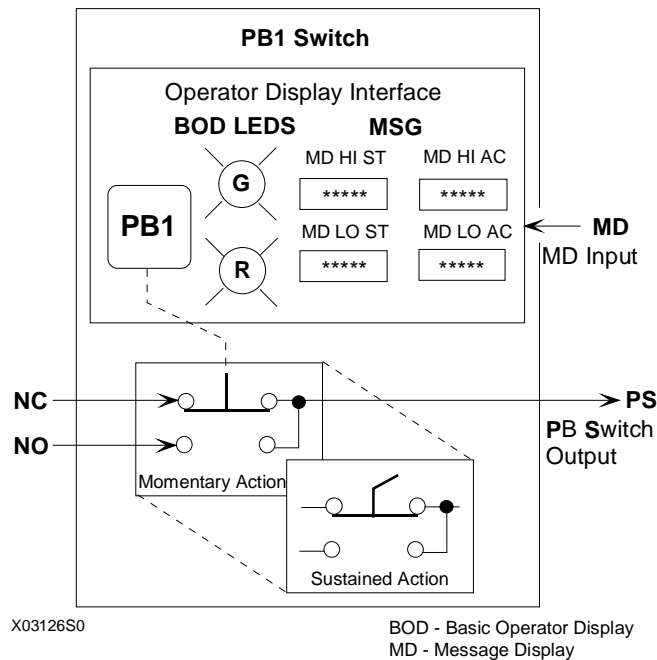 PB1 Switch
Operator Display Interface
BOD LEDS MSG
MD HI ST MD HI AC
G ***** *****
PB1
MD LO ST MD LO AC
R ***** *****
MD
MD Input
NC
NO
PS
PB Switch
Output
Momentary Action
Sustained Action
X03126S0
BOD - Basic Operator Display
MD - Message Display